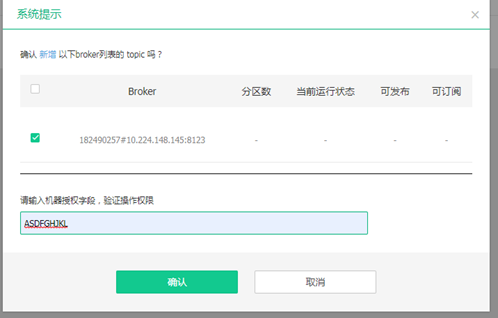 系统提示
确认 新增 以下broker列表的 topic 吗？
Broker 分区数 当前运行状态 可发布 可订阅
182490257#10.224.148.145:8123 - - - -
请输入机器授权字段，验证操作权限
ASDFGHJKL
确认 取消